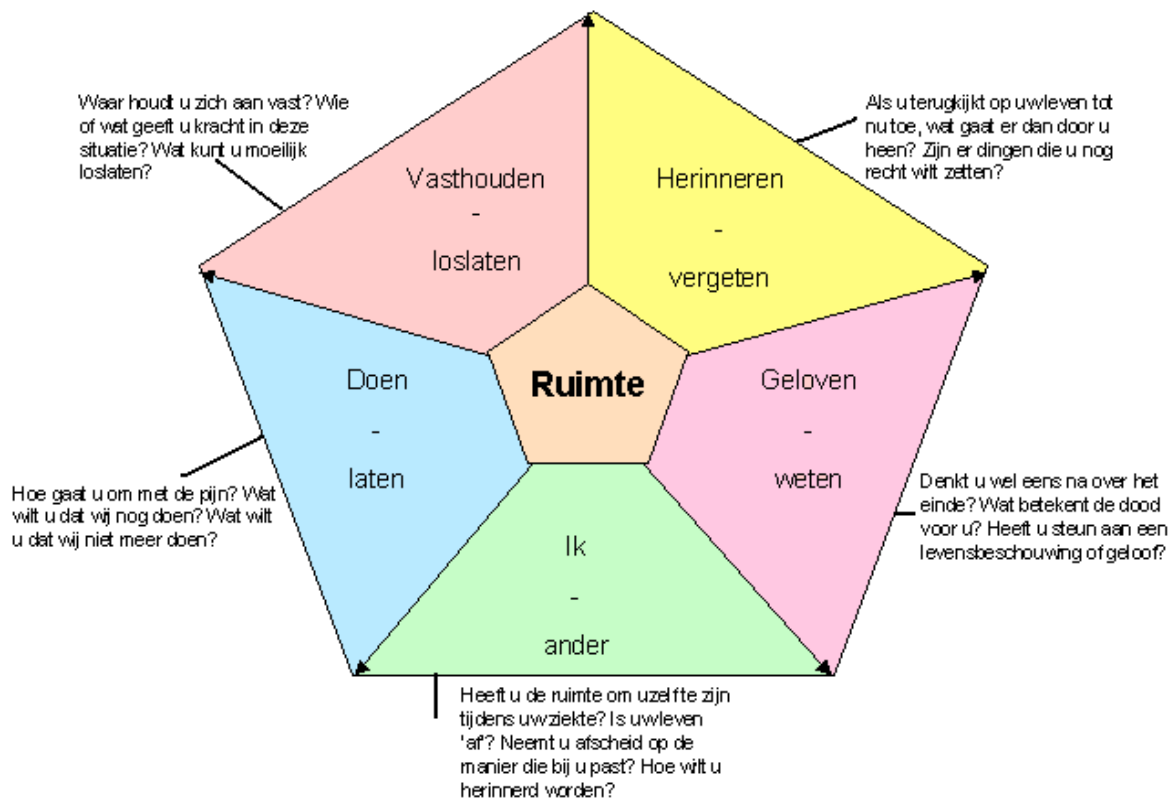 Waar houdt u zich aan vast? Wie
of wat geeft u kracht in deze
situatie? Wat kunt u moeilijk
loslaten?
Als u terugkijkt op uw leven tot
nu toe, wat gaat er dan door u
heen? Zijn er dingen die u nog
recht wilt zetten?
Vasthouden
-
loslaten
Herinneren
-
vergeten
Doen
-
laten
Ruimte
Geloven
-
weten
Hoe gaat u om met de pijn? Wat
wilt u dat wij nog doen? Wat wilt
u dat wij niet meer doen?
Denkt u wel eens na over het
einde? Wat betekent de dood
voor u? Heeft u steun aan een
levensbeschouwing of geloof?
Ik
-
ander
Heeft u de ruimte om uzelf te zijn
tijdens uw ziekte? Is uw leven
'af'? Neemt u afscheid op de
manier die bij u past? Hoe wilt u
herinnerd worden?